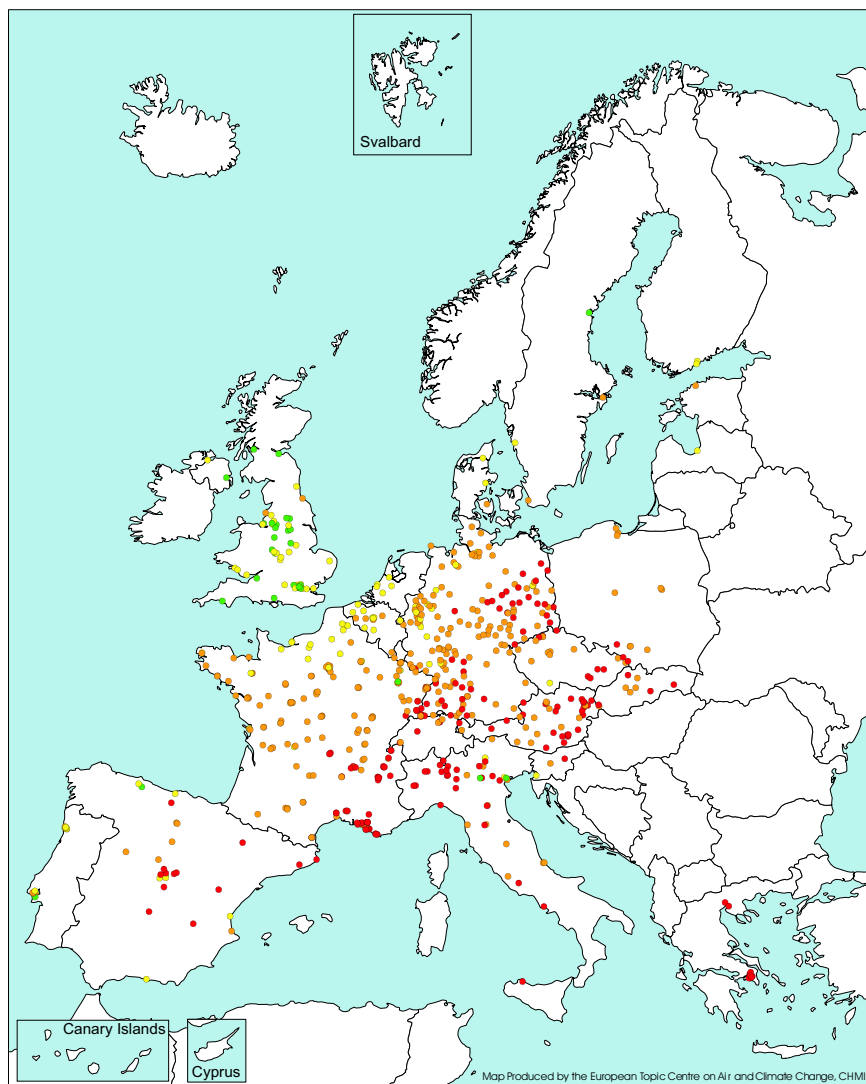 Svalbard
Canary Islands
Cyprus
Map Produced by the European Topic Centre on Air and Climate Change, CHMI